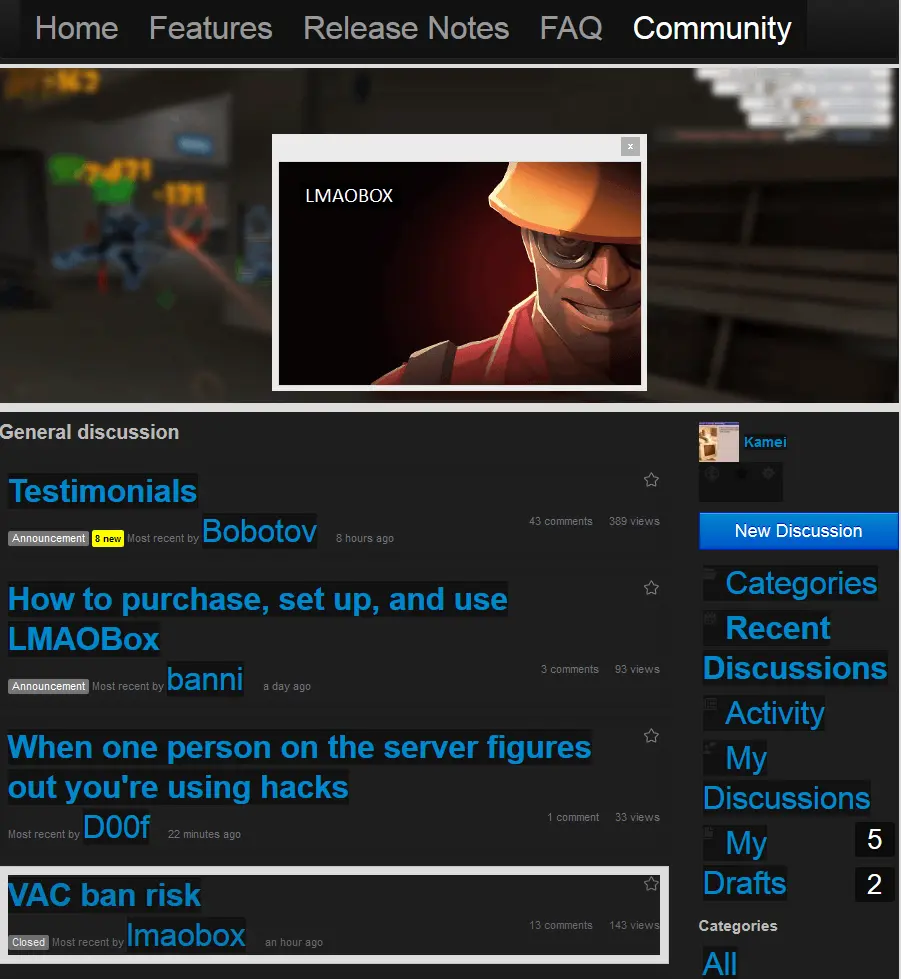 Home Features Release Notes FAQ Community
x
LMAOBOX
General discussion
Testimonials
Announcement 8 new Most recent by Bobotov 8 hours ago 43 comments 389 views
How to purchase, set up, and use
LMAOBox
Announcement Most recent by banni a day ago 3 comments 93 views
When one person on the server figures
out you're using hacks
Most recent by D00f 22 minutes ago 1 comment 33 views
VAC ban risk
Closed Most recent by lmaobox an hour ago 13 comments 143 views
Kamei
New Discussion
Categories
Recent
Discussions
Activity
My
Discussions
5
My
Drafts
2
Categories
All